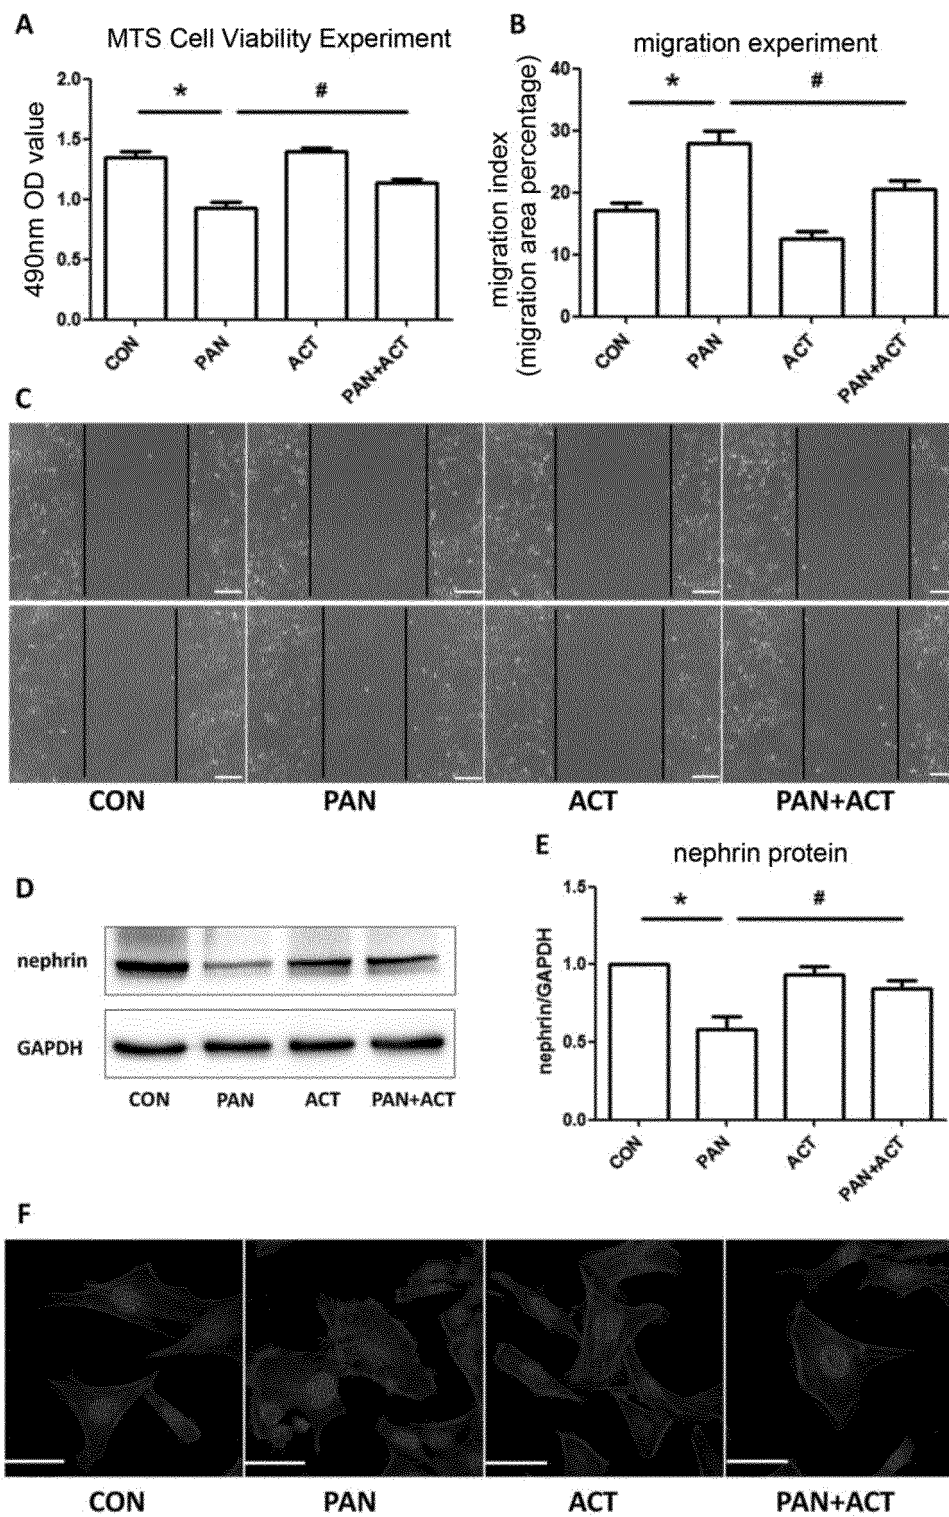 A
MTS Cell Viability Experiment
490nm OD value
2.0
1.5
1.0
0.5
0.0
*
#
CON
PAN
ACT
PAN+ACT
B
migration experiment
migration index
(migration area percentage)
40
30
20
10
0
*
#
CON
PAN
ACT
PAN+ACT
C
CON
PAN
ACT
PAN+ACT
D
nephrin
GAPDH
CON
PAN
ACT
PAN+ACT
E
nephrin protein
nephrin/GAPDH
1.5
1.0
0.5
0.0
*
#
CON
PAN
ACT
PAN+ACT
F
CON
PAN
ACT
PAN+ACT